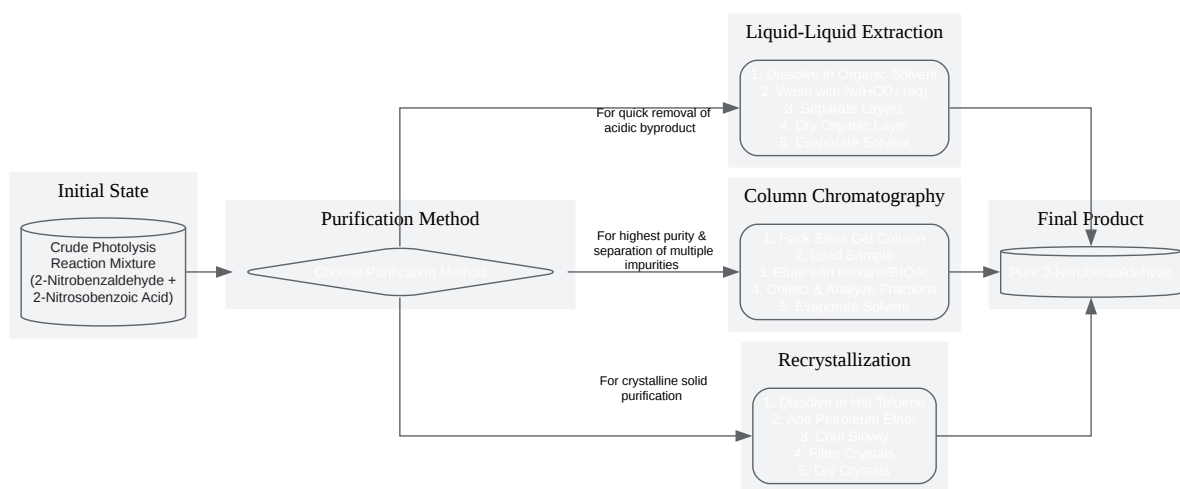 Initial State
Crude Photolysis
Reaction Mixture
(2-Nitrobenzaldehyde +
2-Nitrosobenzoic Acid)
Purification Method
Choose Purification Method
For quick removal of
acidic byproduct
For highest purity &
separation of multiple
impurities
For crystalline solid
purification
Liquid-Liquid Extraction
1. Dissolve in Organic Solvent
2. Wash with NaHCO₃ (aq)
3. Separate Layers
4. Dry Organic Layer
5. Evaporate Solvent
Column Chromatography
1. Pack Silica Gel Column
2. Load Sample
3. Elute with Hexane/EtOAc
4. Collect & Analyze Fractions
5. Evaporate Solvent
Recrystallization
1. Dissolve in Hot Toluene
2. Add Petroleum Ether
3. Cool Slowly
4. Filter Crystals
5. Dry Crystals
Final Product
Pure 2-Nitrobenzaldehyde